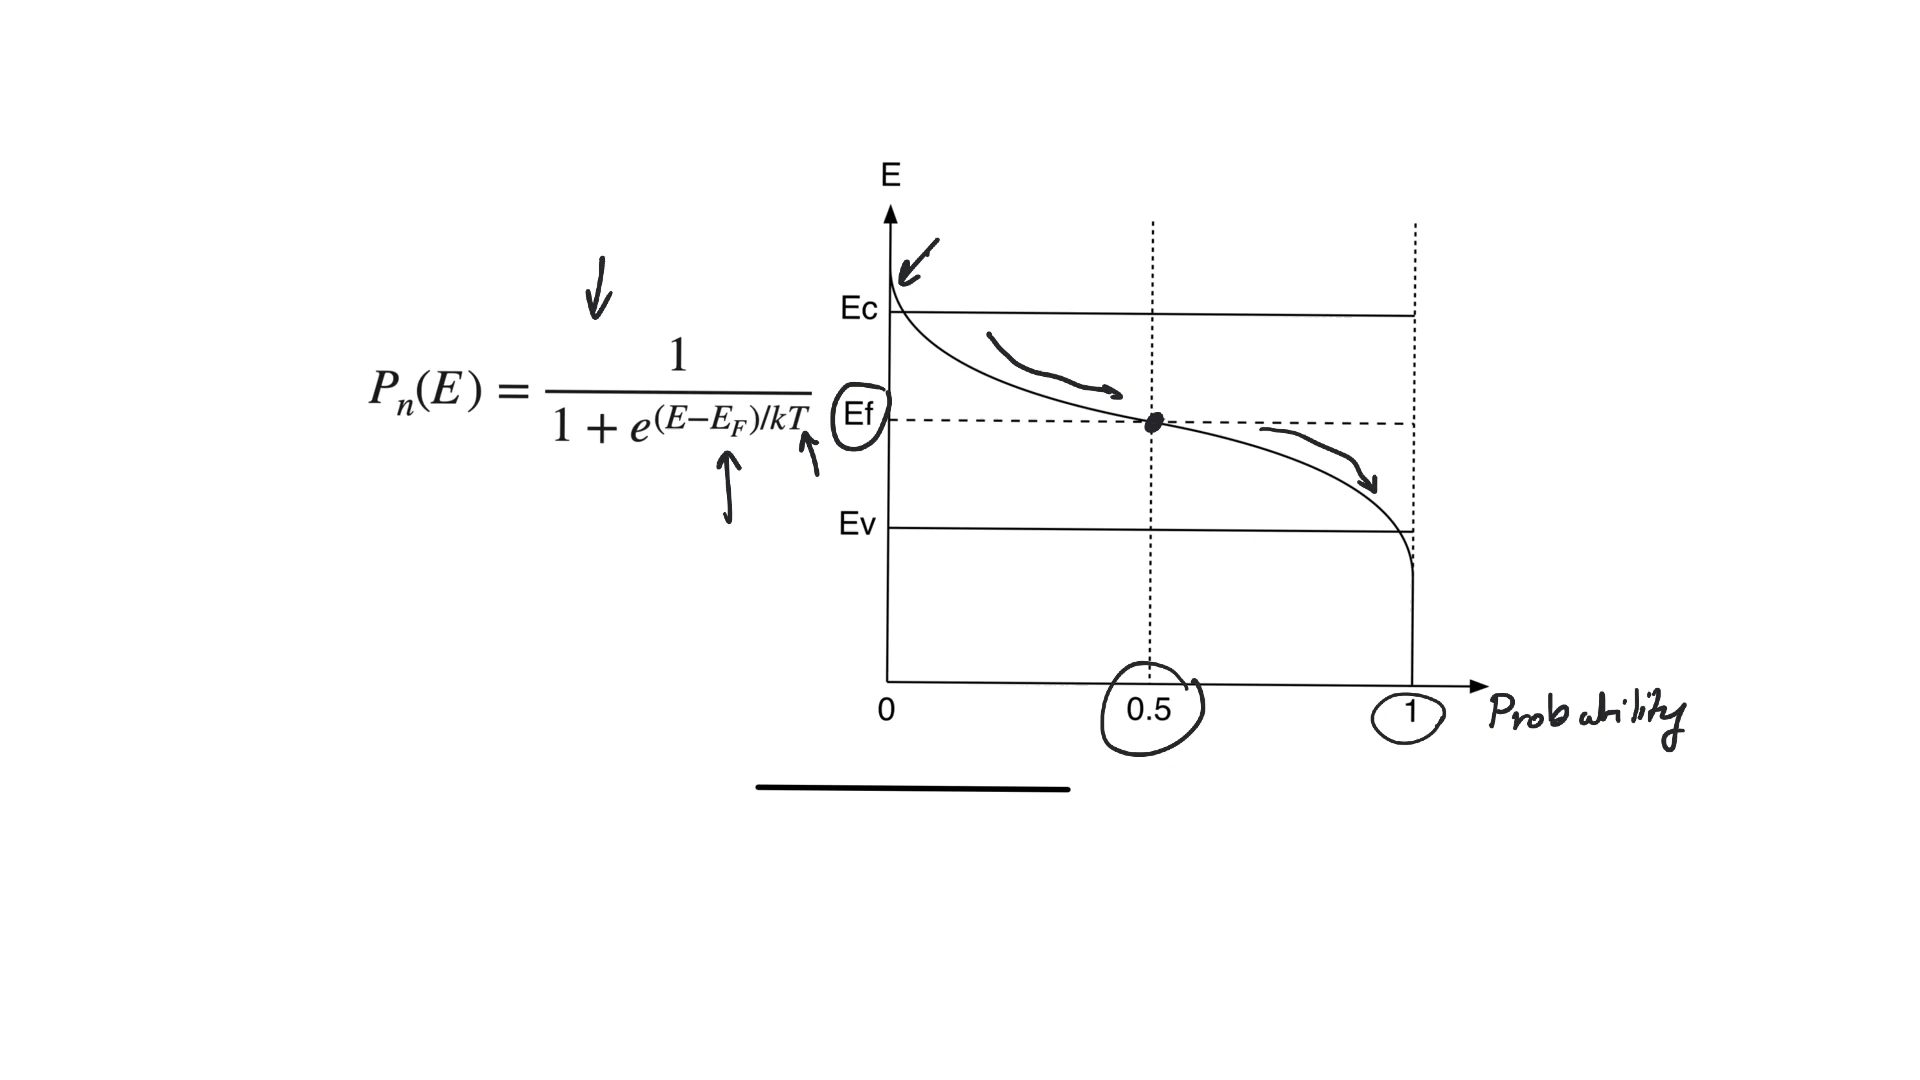 E
Ec
P_n(E) = 1 / (1 + e^{(E−E_F)/kT})
Ef
Ev
0 0.5 1 Probability